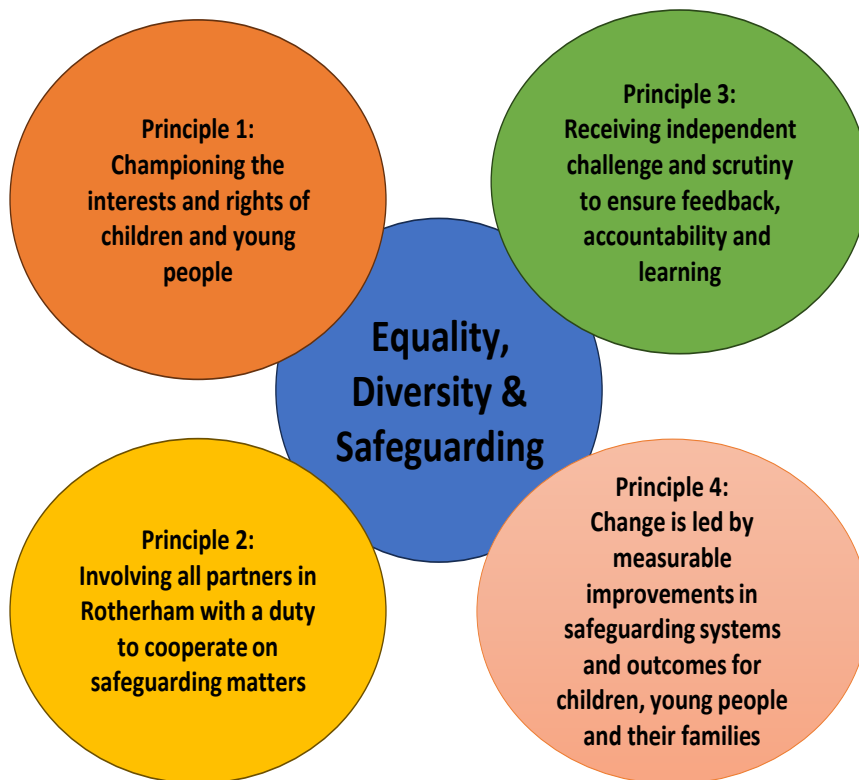 Principle 1:
Championing the
interests and rights of
children and young
people
Principle 3:
Receiving independent
challenge and scrutiny
to ensure feedback,
accountability and
learning
Equality,
Diversity &
Safeguarding
Principle 2:
Involving all partners in
Rotherham with a duty
to cooperate on
safeguarding matters
Principle 4:
Change is led by
measurable
improvements in
safeguarding systems
and outcomes for
children, young people
and their families